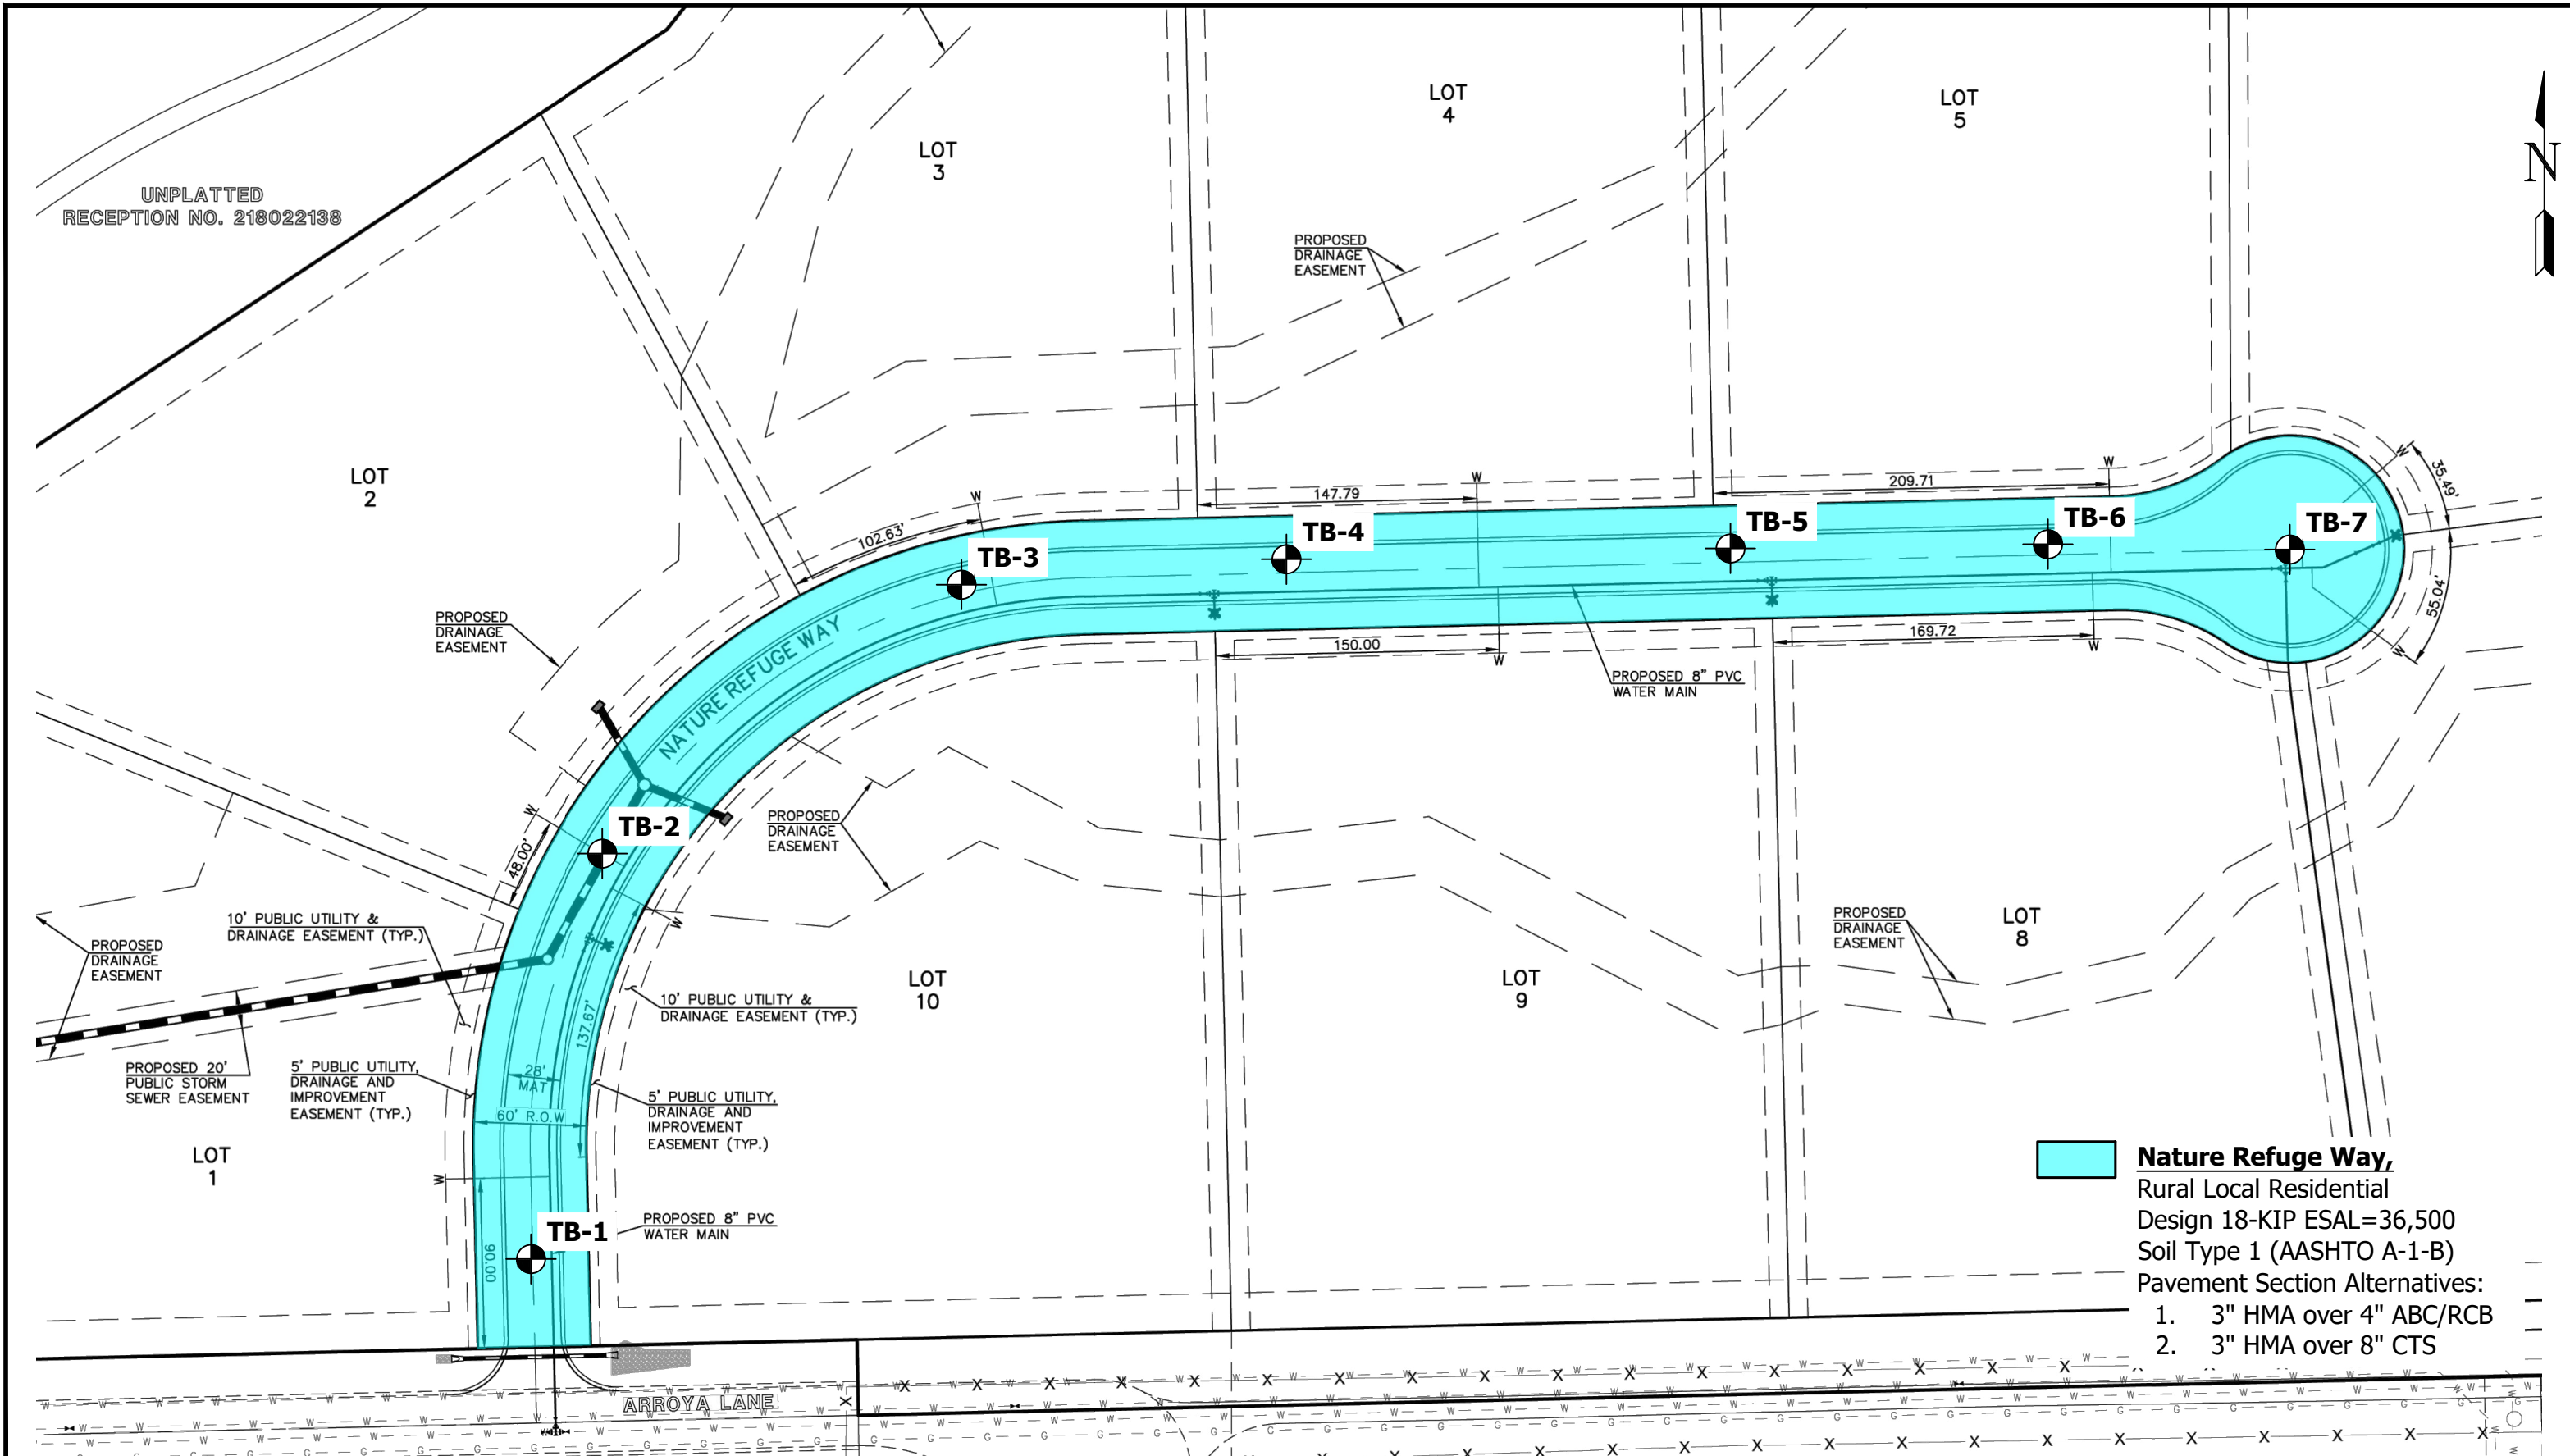 LOT
4
LOT
5
LOT
3
N
UNPLATTED
RECEPTION NO. 218022138
PROPOSED
DRAINAGE
EASEMENT
LOT
2
W
W
W
W
147.79
209.71
35.49'
102.63'
TB-3
TB-4
TB-5
TB-6
TB-7
55.04'
PROPOSED
DRAINAGE
EASEMENT
NATURE REFUGE WAY
150.00
W
169.72
W
W
PROPOSED 8" PVC
WATER MAIN
W
TB-2
48.00'
W
PROPOSED
DRAINAGE
EASEMENT
10' PUBLIC UTILITY &
DRAINAGE EASEMENT (TYP.)
PROPOSED
DRAINAGE
EASEMENT
PROPOSED
DRAINAGE
EASEMENT
LOT
8
LOT
10
LOT
9
10' PUBLIC UTILITY &
DRAINAGE EASEMENT (TYP.)
137.67'
PROPOSED 20'
PUBLIC STORM
SEWER EASEMENT
5' PUBLIC UTILITY,
DRAINAGE AND
IMPROVEMENT
EASEMENT (TYP.)
28'
MAT
60' R.O.W
5' PUBLIC UTILITY,
DRAINAGE AND
IMPROVEMENT
EASEMENT (TYP.)
LOT
1
W
TB-1
90.00
PROPOSED 8" PVC
WATER MAIN
Nature Refuge Way,
Rural Local Residential
Design 18-KIP ESAL=36,500
Soil Type 1 (AASHTO A-1-B)
Pavement Section Alternatives:
1. 3" HMA over 4" ABC/RCB
2. 3" HMA over 8" CTS
ARROYA LANE